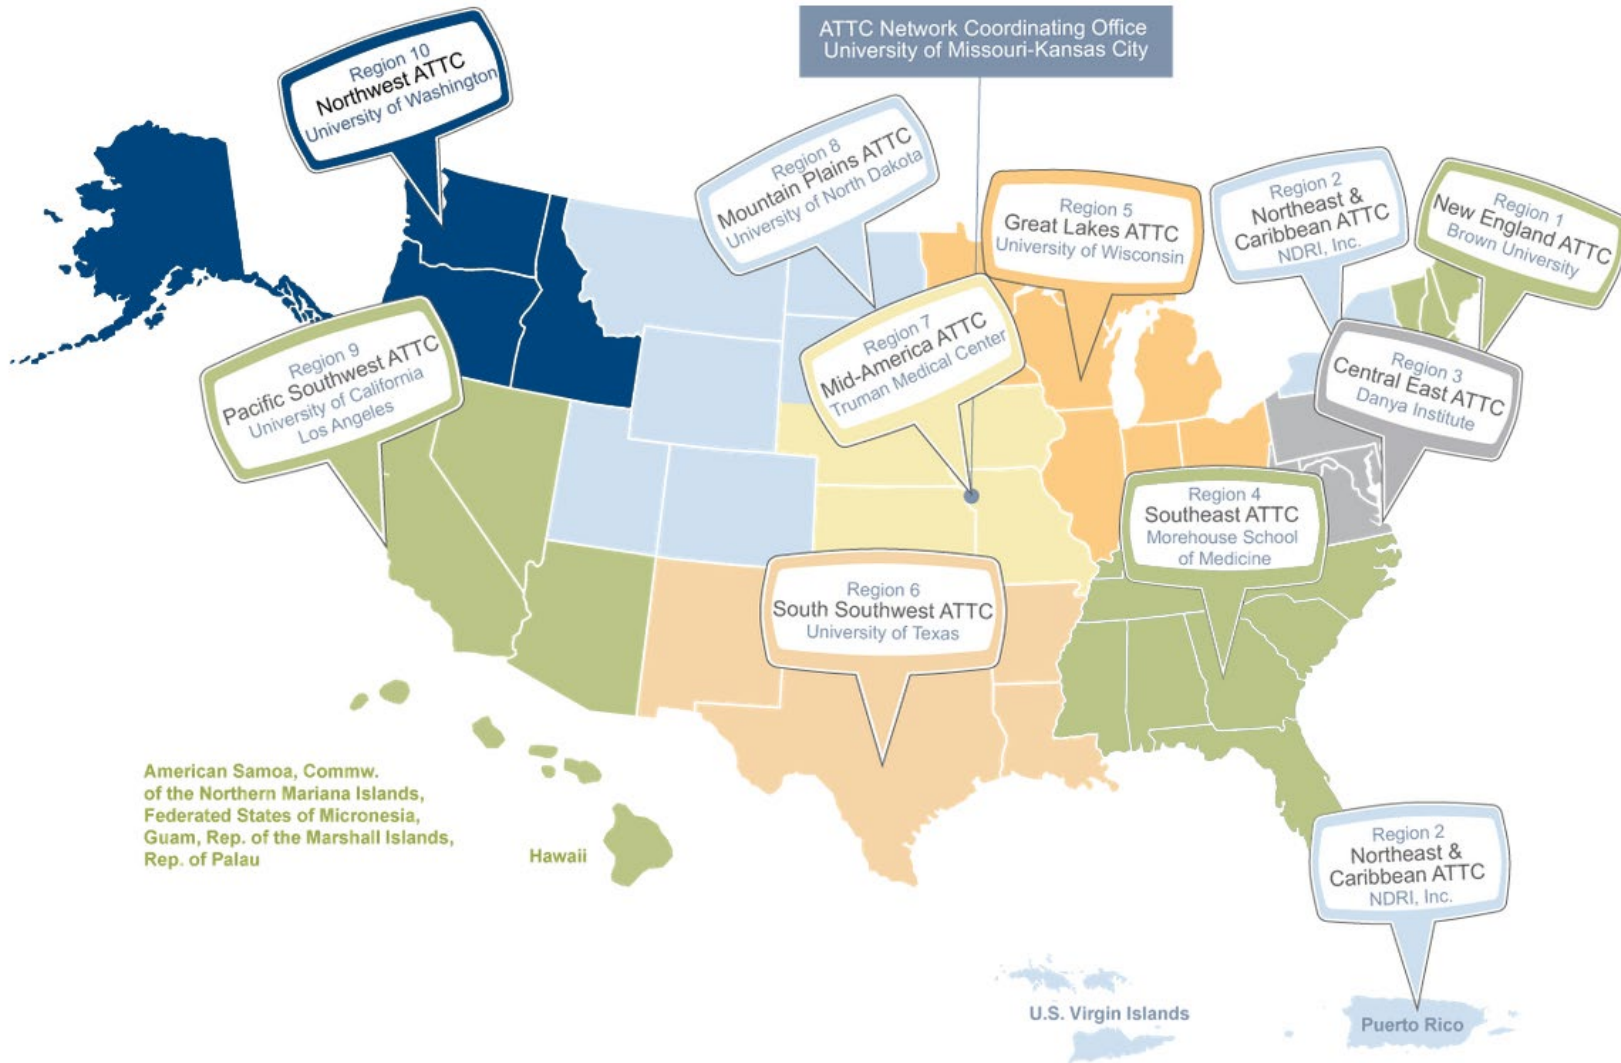 ATTC Network Coordinating Office
University of Missouri-Kansas City
Region 10
Northwest ATTC
University of Washington
Region 8
Mountain Plains ATTC
University of North Dakota
Region 5
Great Lakes ATTC
University of Wisconsin
Region 2
Northeast &
Caribbean ATTC
NDRI, Inc.
Region 1
New England ATTC
Brown University
Region 9
Pacific Southwest ATTC
University of California
Los Angeles
Region 7
Mid-America ATTC
Truman Medical Center
Region 3
Central East ATTC
Danya Institute
Region 4
Southeast ATTC
Morehouse School
of Medicine
Region 6
South Southwest ATTC
University of Texas
American Samoa, Commw.
of the Northern Mariana Islands,
Federated States of Micronesia,
Guam, Rep. of the Marshall Islands,
Rep. of Palau
Hawaii
Region 2
Northeast &
Caribbean ATTC
NDRI, Inc.
U.S. Virgin Islands
Puerto Rico